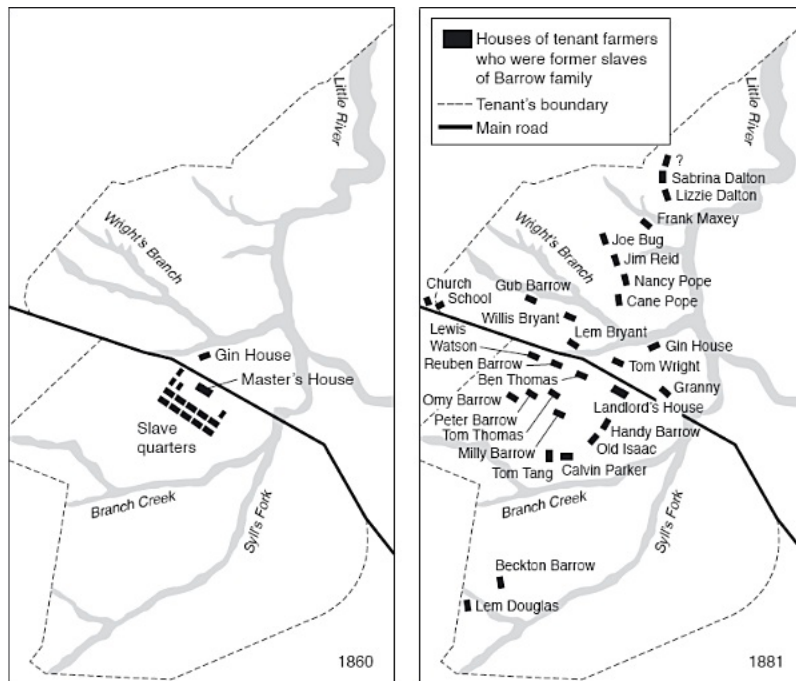 Little River
Wright's Branch
Gin House
Master's House
Slave
quarters
Branch Creek
Syll's Fork
1860
Houses of tenant farmers
who were former slaves
of Barrow family
Tenant's boundary
Main road
Little River
?
Sabrina Dalton
Lizzie Dalton
Frank Maxey
Wright's Branch
Joe Bug
Jim Reid
Nancy Pope
Cane Pope
Gub Barrow
Church
School
Willis Bryant
Lem Bryant
Lewis
Watson
Gin House
Reuben Barrow
Tom Wright
Ben Thomas
Granny
Omy Barrow
Landlord's House
Peter Barrow
Handy Barrow
Tom Thomas
Old Isaac
Milly Barrow
Tom Tang
Calvin Parker
Branch Creek
Syll's Fork
Beckton Barrow
Lem Douglas
1881